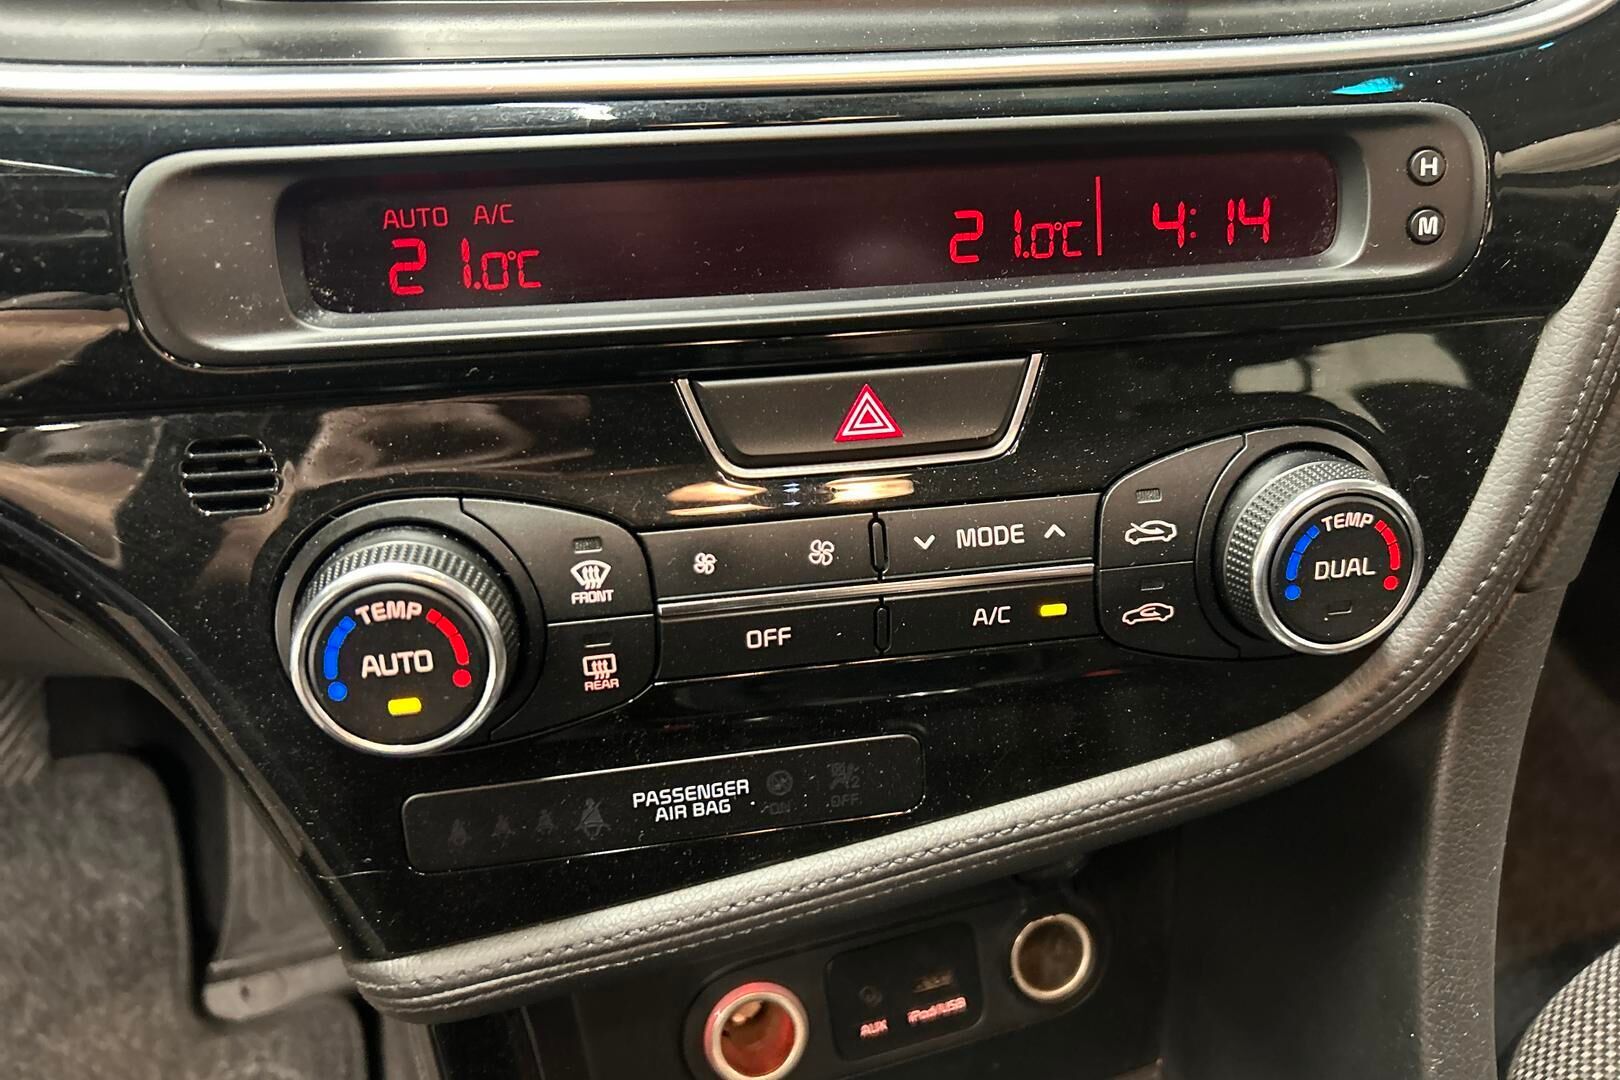 AUTO A/C
21.0°C
21.0°C
4:14
H
M
TEMP
AUTO
FRONT
REAR
MODE
OFF
A/C
TEMP
DUAL
PASSENGER
AIR BAG
ON
OFF
AUX
iPod/USB